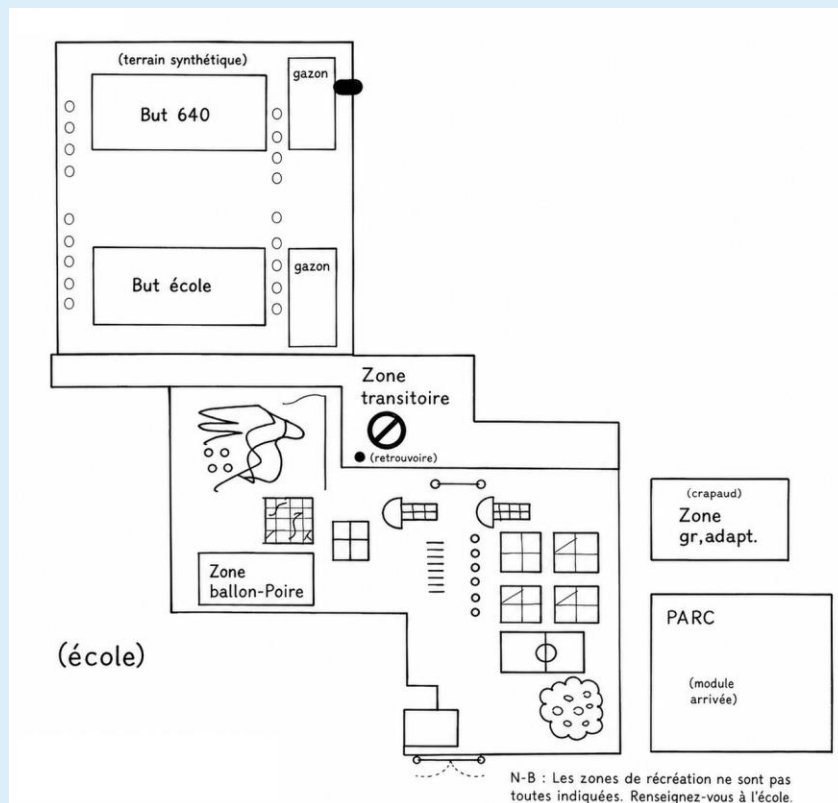 (terrain synthétique)
gazon
But 640
But école
gazon
Zone
transitoire
(retrouvoire)
(crapaud)
Zone
gr,adapt.
Zone
ballon-Poire
PARC
(école)
(module
arrivée)
N-B : Les zones de récréation ne sont pas
toutes indiquées. Renseignez-vous à l'école.